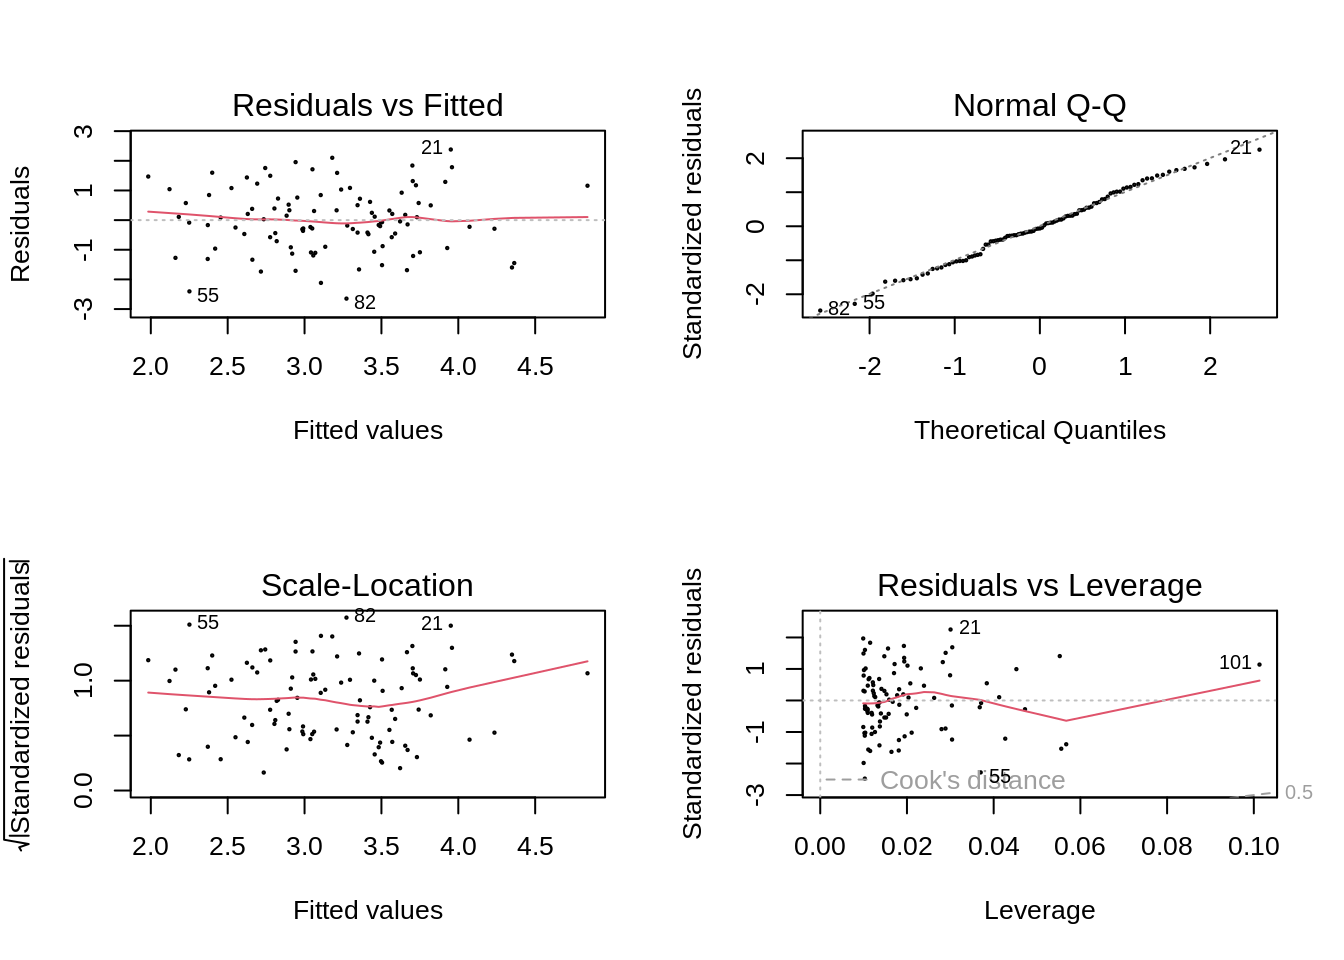 Residuals vs Fitted
Residuals
3
1
-1
-3
21
55
82
2.0 2.5 3.0 3.5 4.0 4.5
Fitted values
Normal Q-Q
Standardized residuals
2
0
-2
21
82 55
-2 -1 0 1 2
Theoretical Quantiles
Scale-Location
√|Standardized residuals|
1.0
0.0
55
82
21
2.0 2.5 3.0 3.5 4.0 4.5
Fitted values
Residuals vs Leverage
Standardized residuals
1
-1
-3
21
101
55
Cook's distance
0.5
0.00 0.02 0.04 0.06 0.08 0.10
Leverage